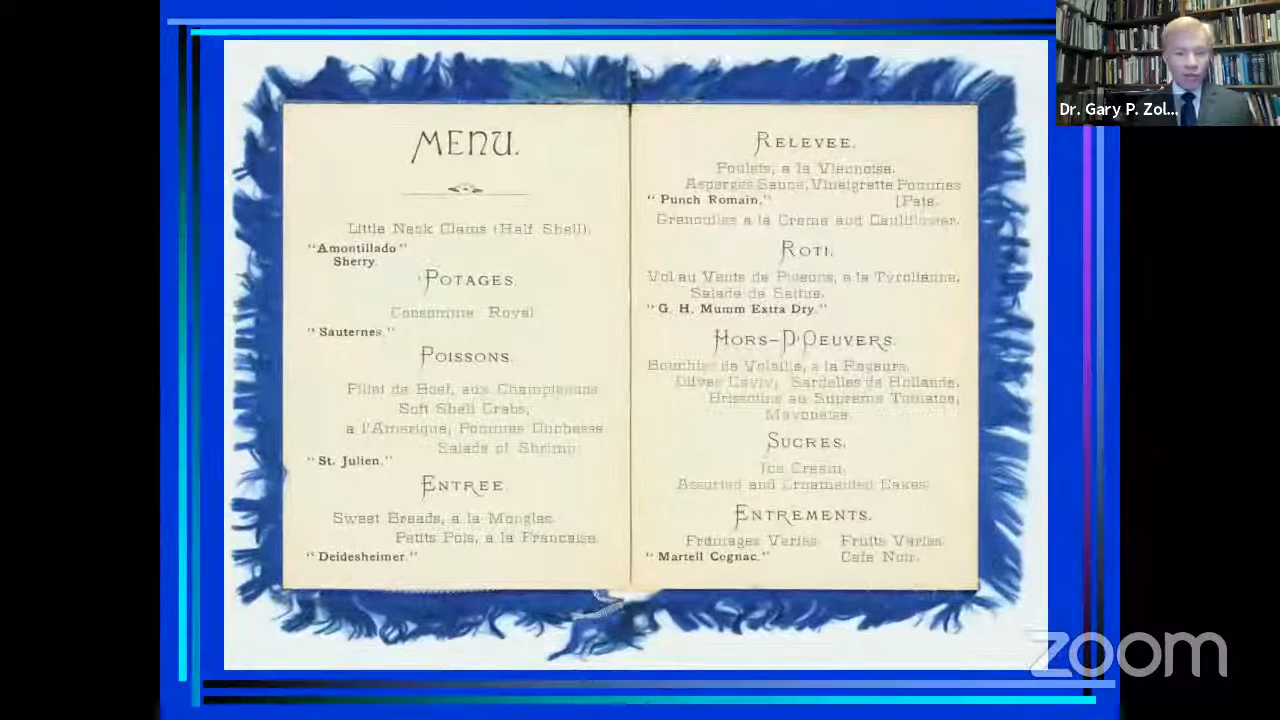 MENU.
Little Neck Clams (Half Shell),
"Amontillado"
Sherry.
POTAGES.
Consomme Royal
"Sauternes."
POISSONS.
Fillet de Boef, aux Champignons
Soft Shell Crabs,
a l'Amerique, Pommes Duchesse
Salade of Shrimp
"St. Julien."
ENTREE.
Sweet Breads, a la Monglas.
Petits Pois, a la Francaise.
"Deidesheimer."
RELEVEE.
Poulets, a la Viennoise.
Asperges Sauce, Vinaigrette Pommes
"Punch Romain." [Pate.
Grenouilles a la Creme and Cauliflower.
ROTI.
Vol au Vents de Pigeons, a la Tyrolienne.
Salade de
"G. H. Mumm Extra Dry."
HORS-D'OEUVERS.
de Volaille, a la
Sardelles de Hollande.
au Supreme Tomatoe,
Mayonaise.
SUCRES.
Ice Cream.
Assorted and Ornamented Cakes.
ENTREMENTS.
Fromages Varies. Fruits Varies.
"Martell Cognac." Cafe Noir.
Dr. Gary P. Zol...
zoom